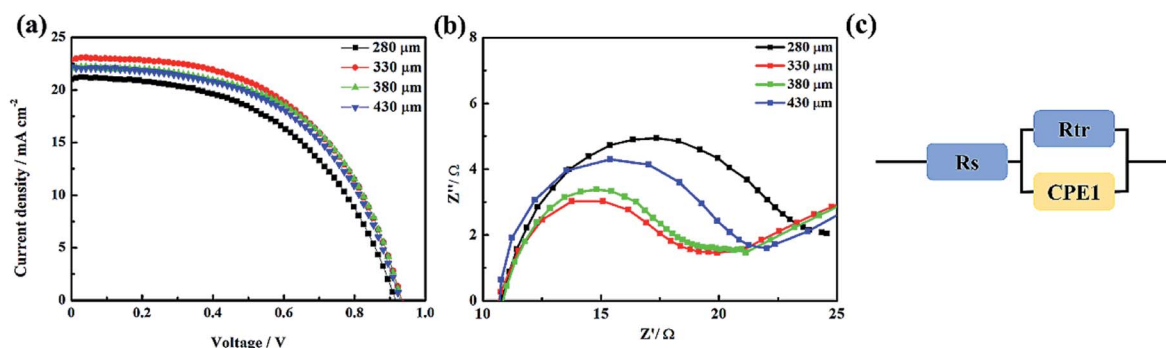 (a)
25
20
15
10
5
0
0 0.2 0.4 0.6 0.8 1.0
Current density / mA cm⁻²
Voltage / V
280 μm
330 μm
380 μm
430 μm
(b)
8
6
4
2
0
10 15 20 25
Z''/ Ω
Z'/ Ω
280 μm
330 μm
380 μm
430 μm
(c)
Rs
Rtr
CPE1